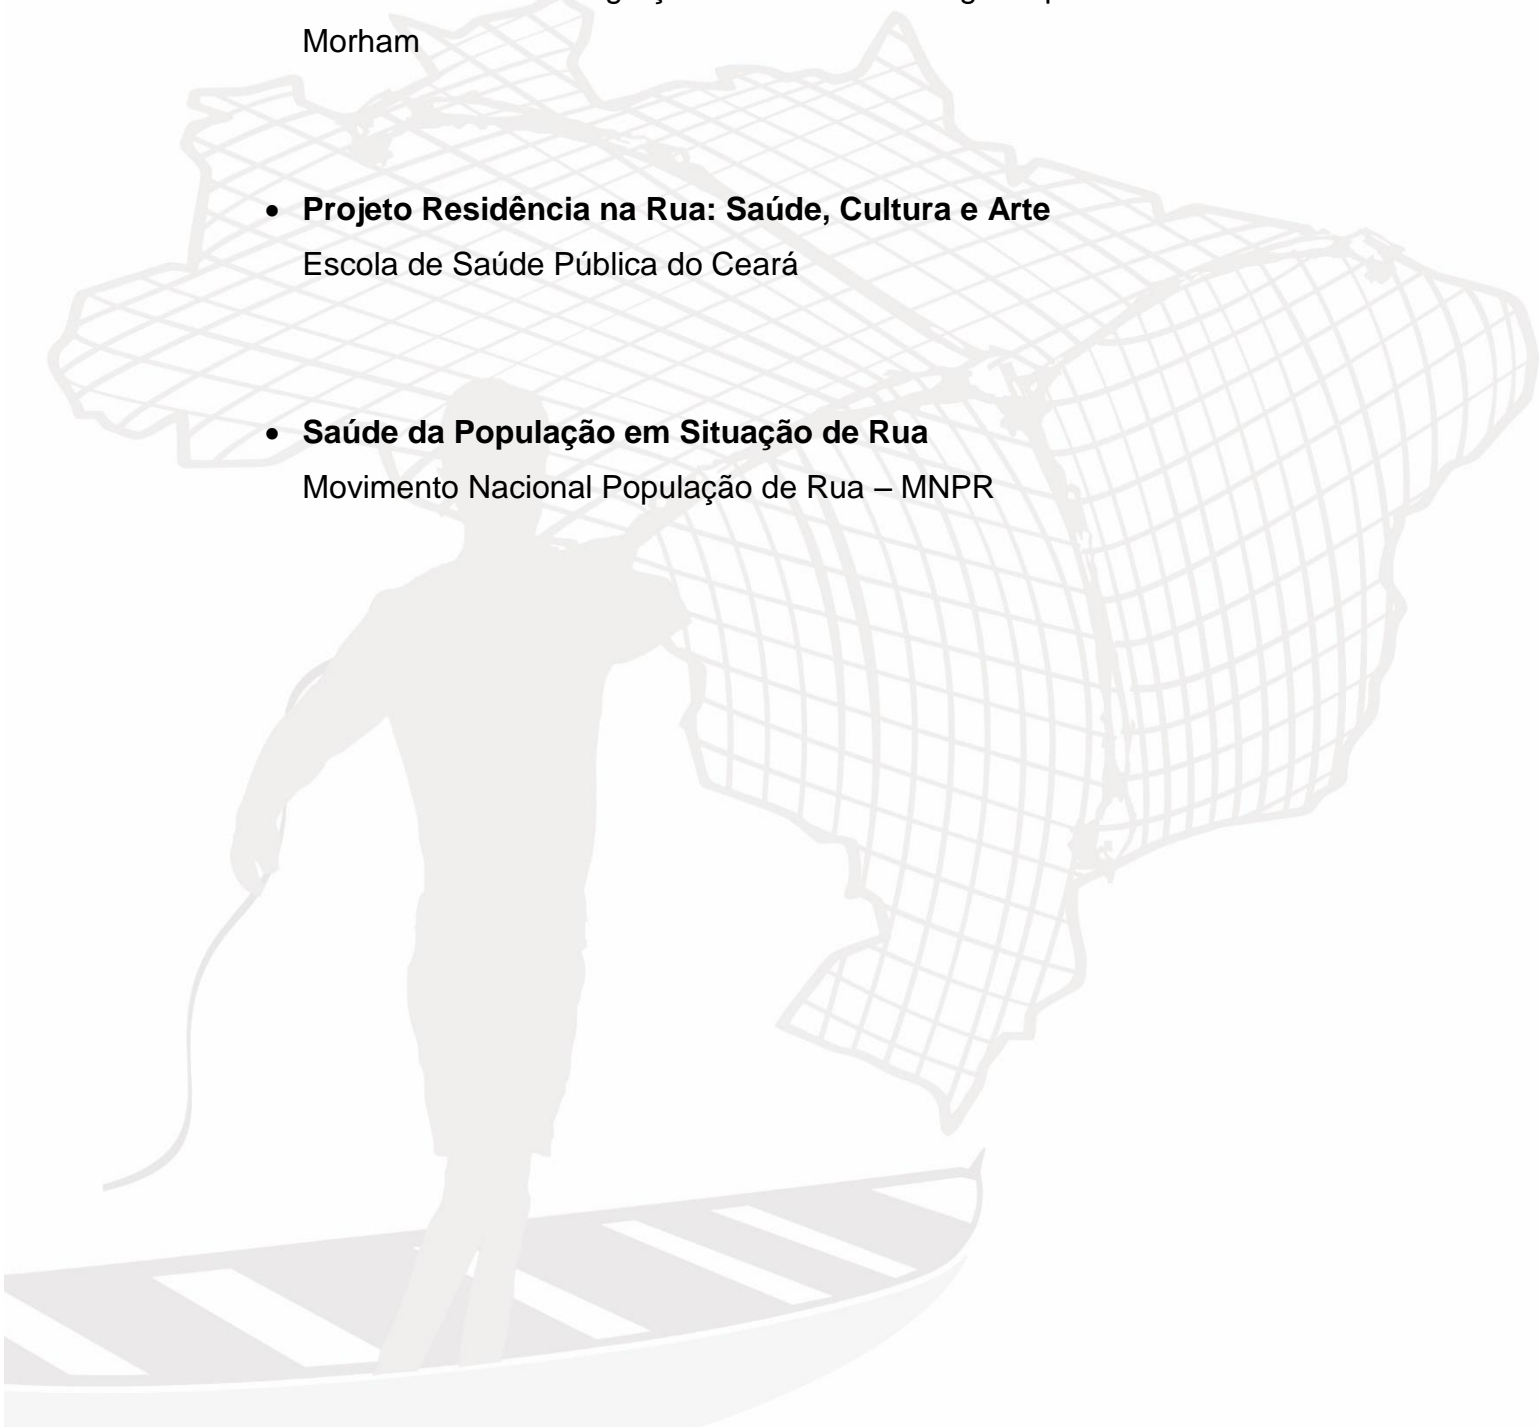 Morham
• Projeto Residência na Rua: Saúde, Cultura e Arte
Escola de Saúde Pública do Ceará
• Saúde da População em Situação de Rua
Movimento Nacional População de Rua – MNPR